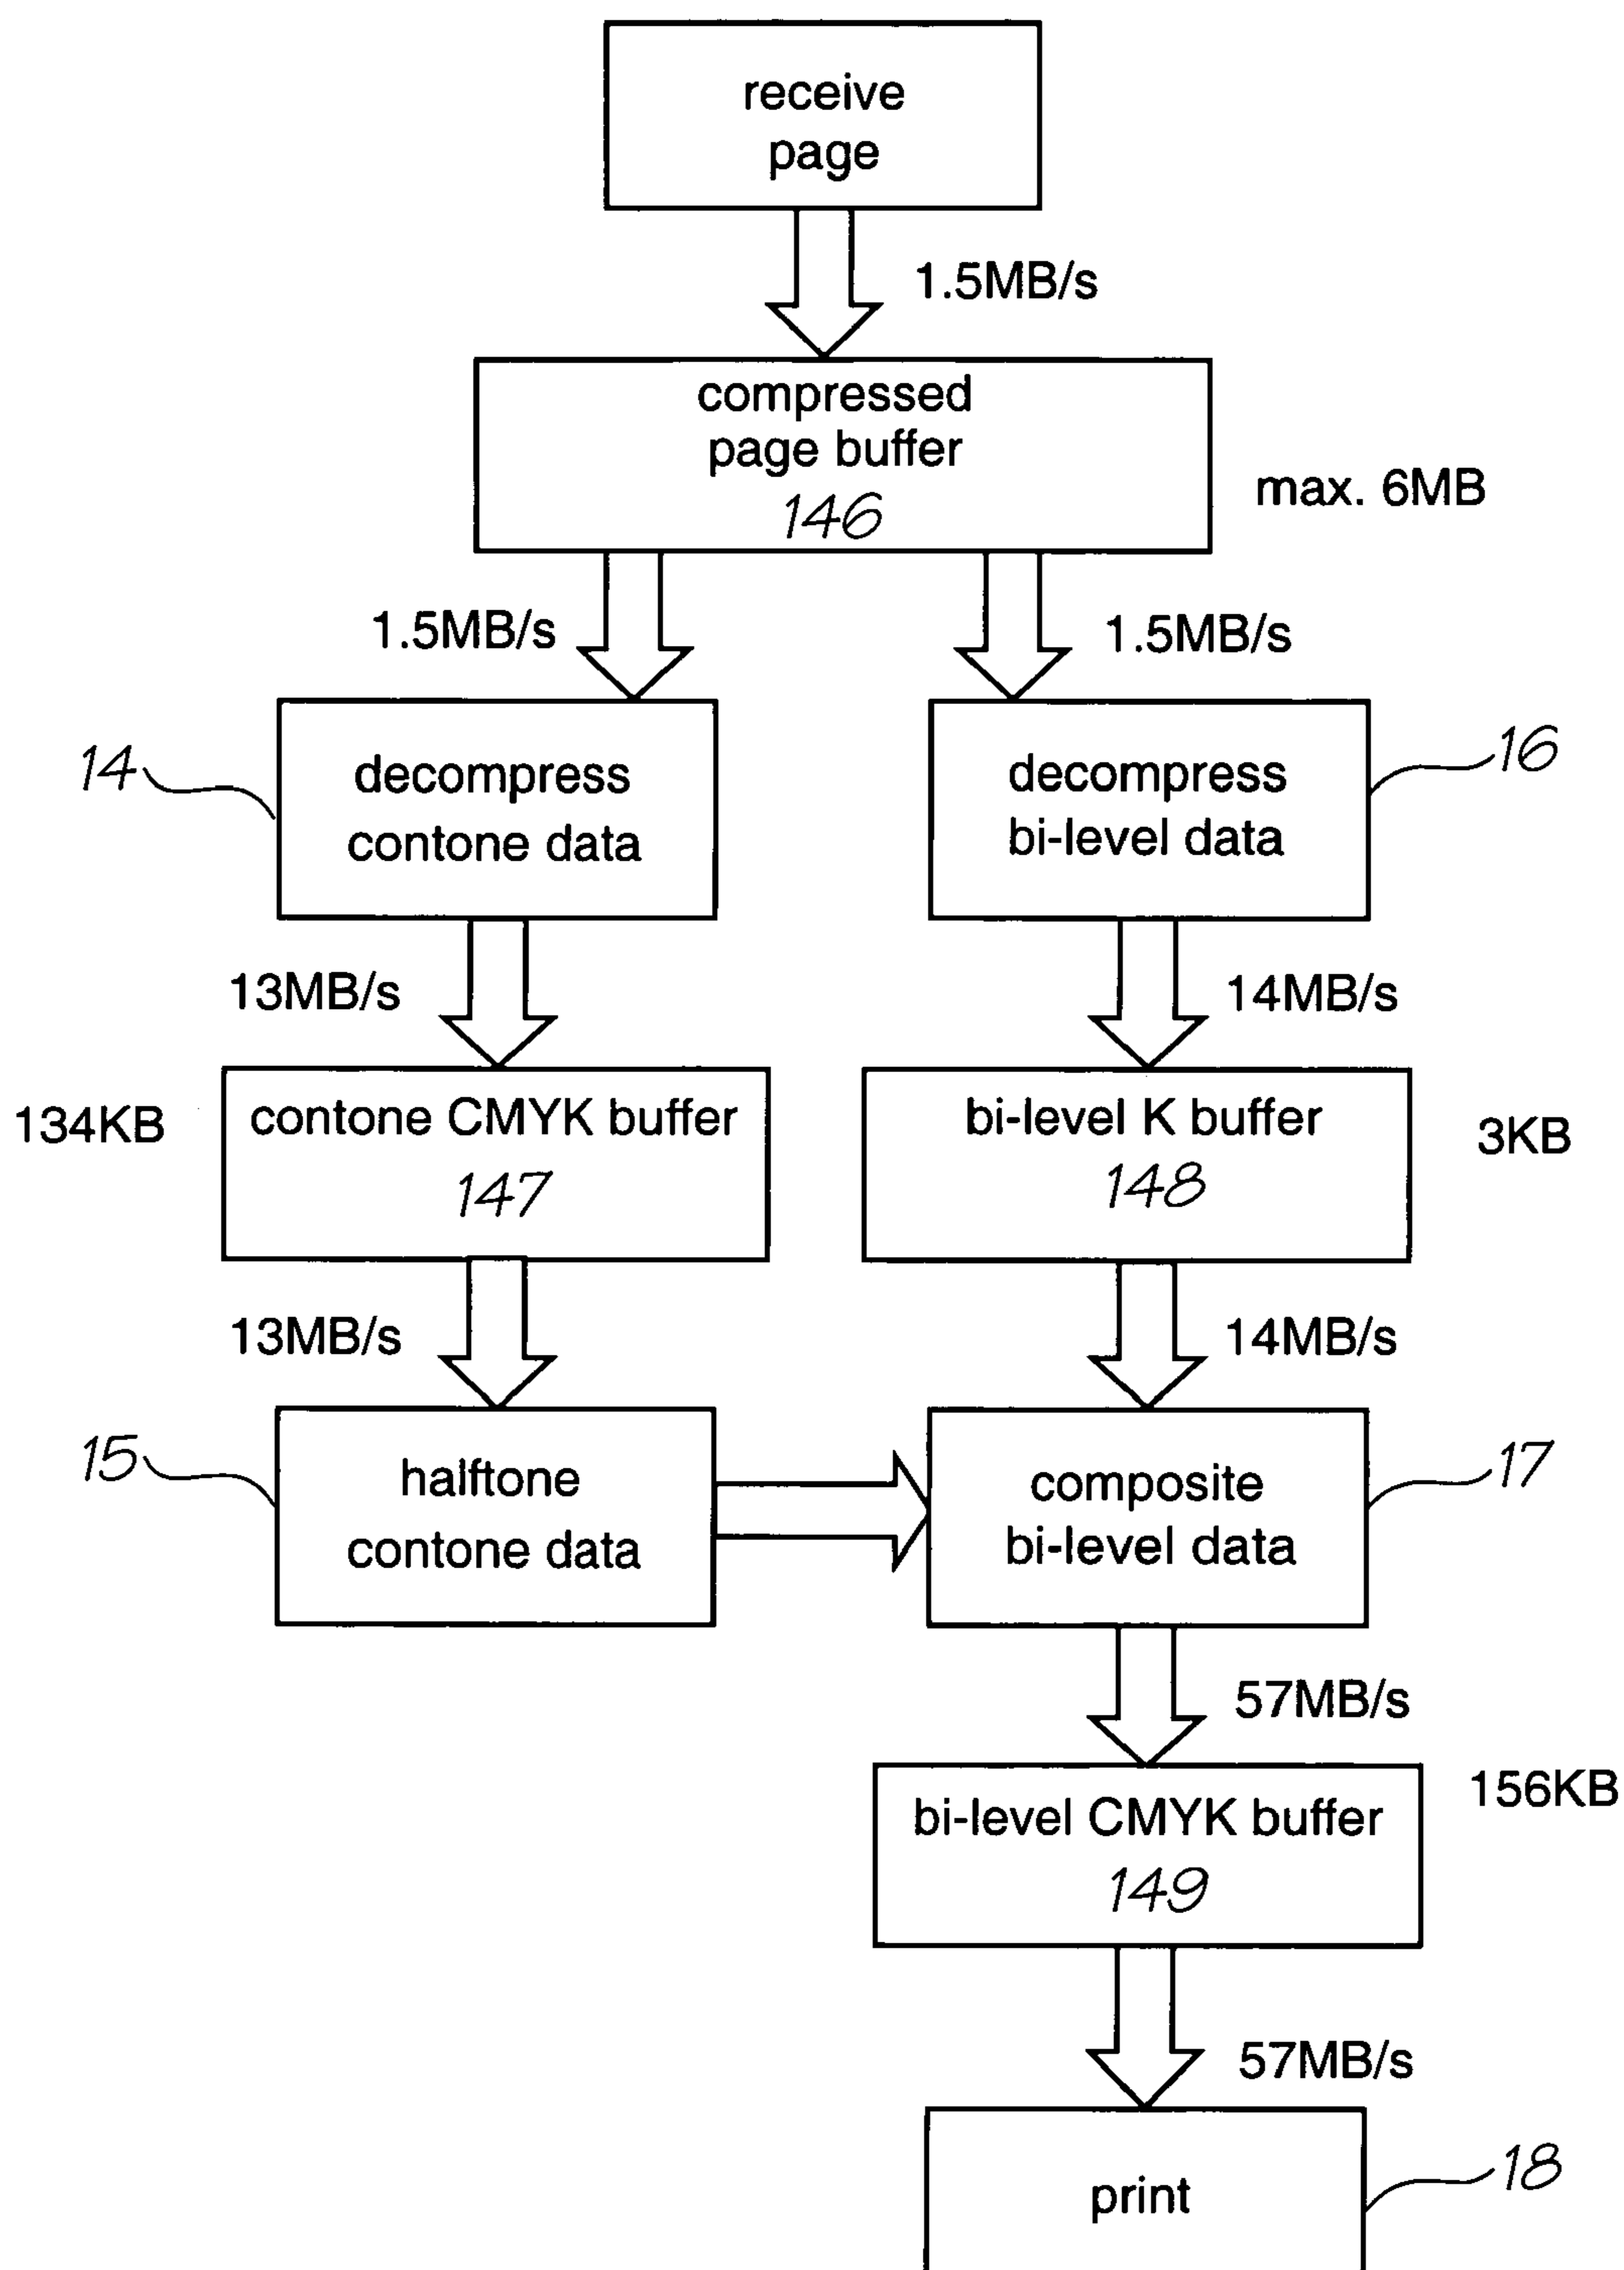 receive
page
1.5MB/s
compressed
page buffer
146
max. 6MB
1.5MB/s
1.5MB/s
14
decompress
contone data
decompress
bi-level data
16
13MB/s
14MB/s
134KB
contone CMYK buffer
147
bi-level K buffer
148
3KB
13MB/s
14MB/s
15
halftone
contone data
composite
bi-level data
17
57MB/s
bi-level CMYK buffer
149
156KB
57MB/s
print
18